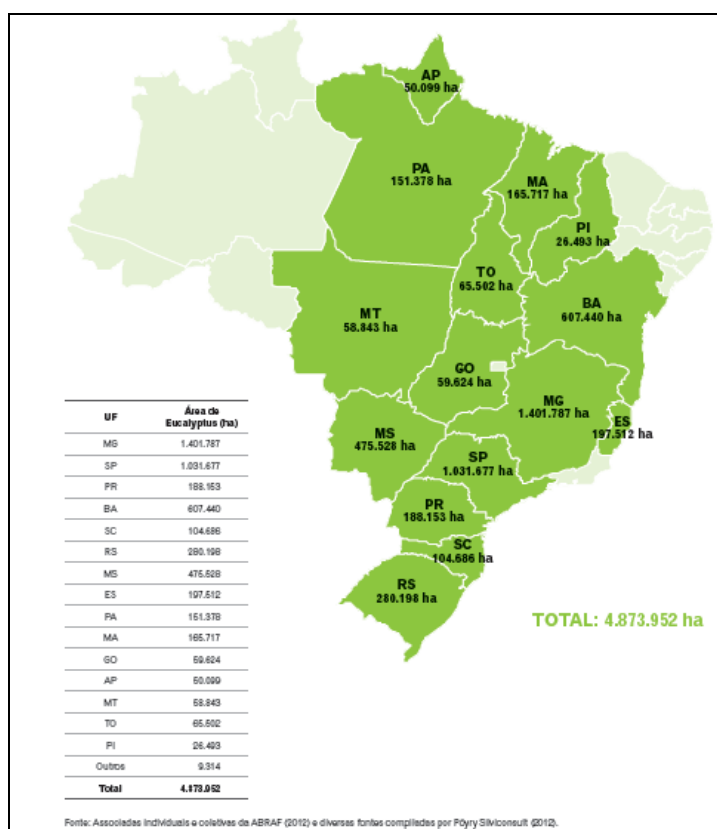 AP
50.099 ha
PA
151.378 ha
MA
165.717 ha
PI
26.493 ha
TO
65.502 ha
BA
607.440 ha
MT
58.843 ha
GO
59.624 ha
MG
1.401.787 ha
ES
197.512 ha
MS
475.528 ha
SP
1.031.677 ha
PR
188.153 ha
SC
104.686 ha
RS
280.198 ha
TOTAL: 4.873.952 ha
UF Área de Eucalyptus (ha)
MG 1.401.787
SP 1.031.677
PR 188.153
BA 607.440
SC 104.686
RS 280.198
MS 475.528
ES 197.512
PA 151.378
MA 165.717
GO 59.624
AP 50.099
MT 58.843
TO 65.502
PI 26.493
Outros 9.314
Total 4.873.952
Fonte: Associadas Individuais e coletivas da ABRAF (2012) e diversas fontes compiladas por Pöyry Silviconsult (2012).